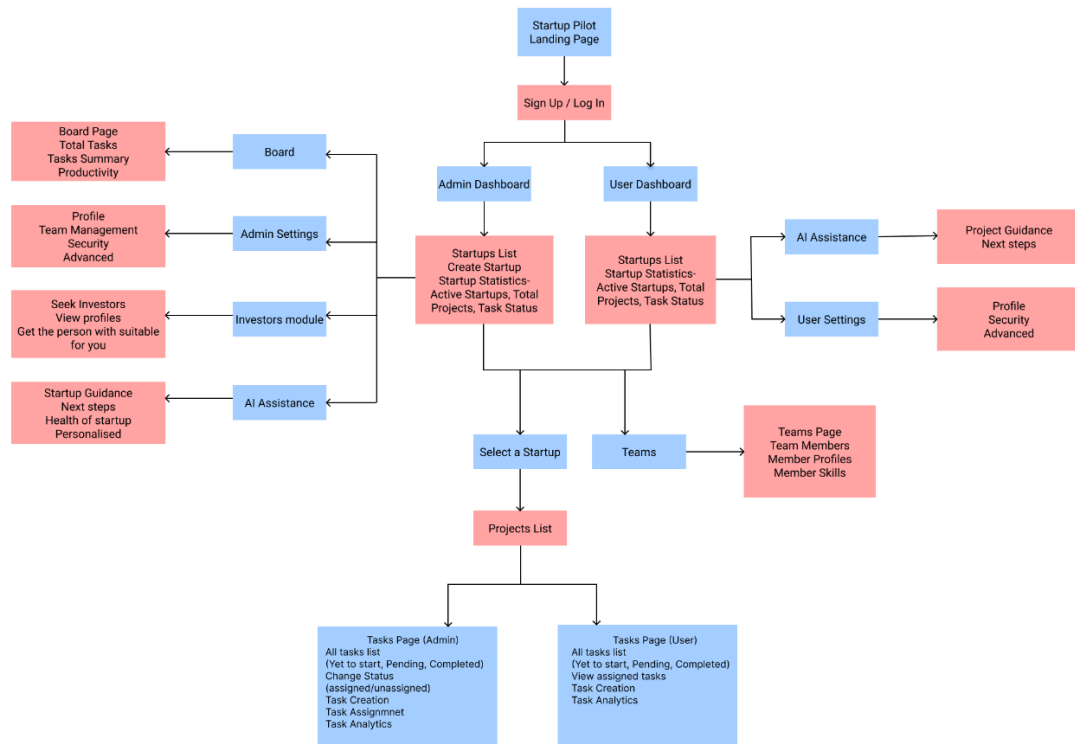 Startup Pilot
Landing Page
Sign Up / Log In
Board Page
Total Tasks
Tasks Summary
Productivity
Board
Admin Dashboard
User Dashboard
Profile
Team Management
Security
Advanced
Admin Settings
Startups List
Create Startup
Startup Statistics-
Active Startups, Total
Projects, Task Status
Startups List
Startup Statistics-
Active Startups, Total
Projects, Task Status
AI Assistance
Project Guidance
Next steps
Seek Investors
View profiles
Get the person with suitable
for you
Investors module
User Settings
Profile
Security
Advanced
Startup Guidance
Next steps
Health of startup
Personalised
AI Assistance
Select a Startup
Teams
Teams Page
Team Members
Member Profiles
Member Skills
Projects List
Tasks Page (Admin)
All tasks list
(Yet to start, Pending, Completed)
Change Status
(assigned/unassigned)
Task Creation
Task Assignmnet
Task Analytics
Tasks Page (User)
All tasks list
(Yet to start, Pending, Completed)
View assigned tasks
Task Creation
Task Analytics